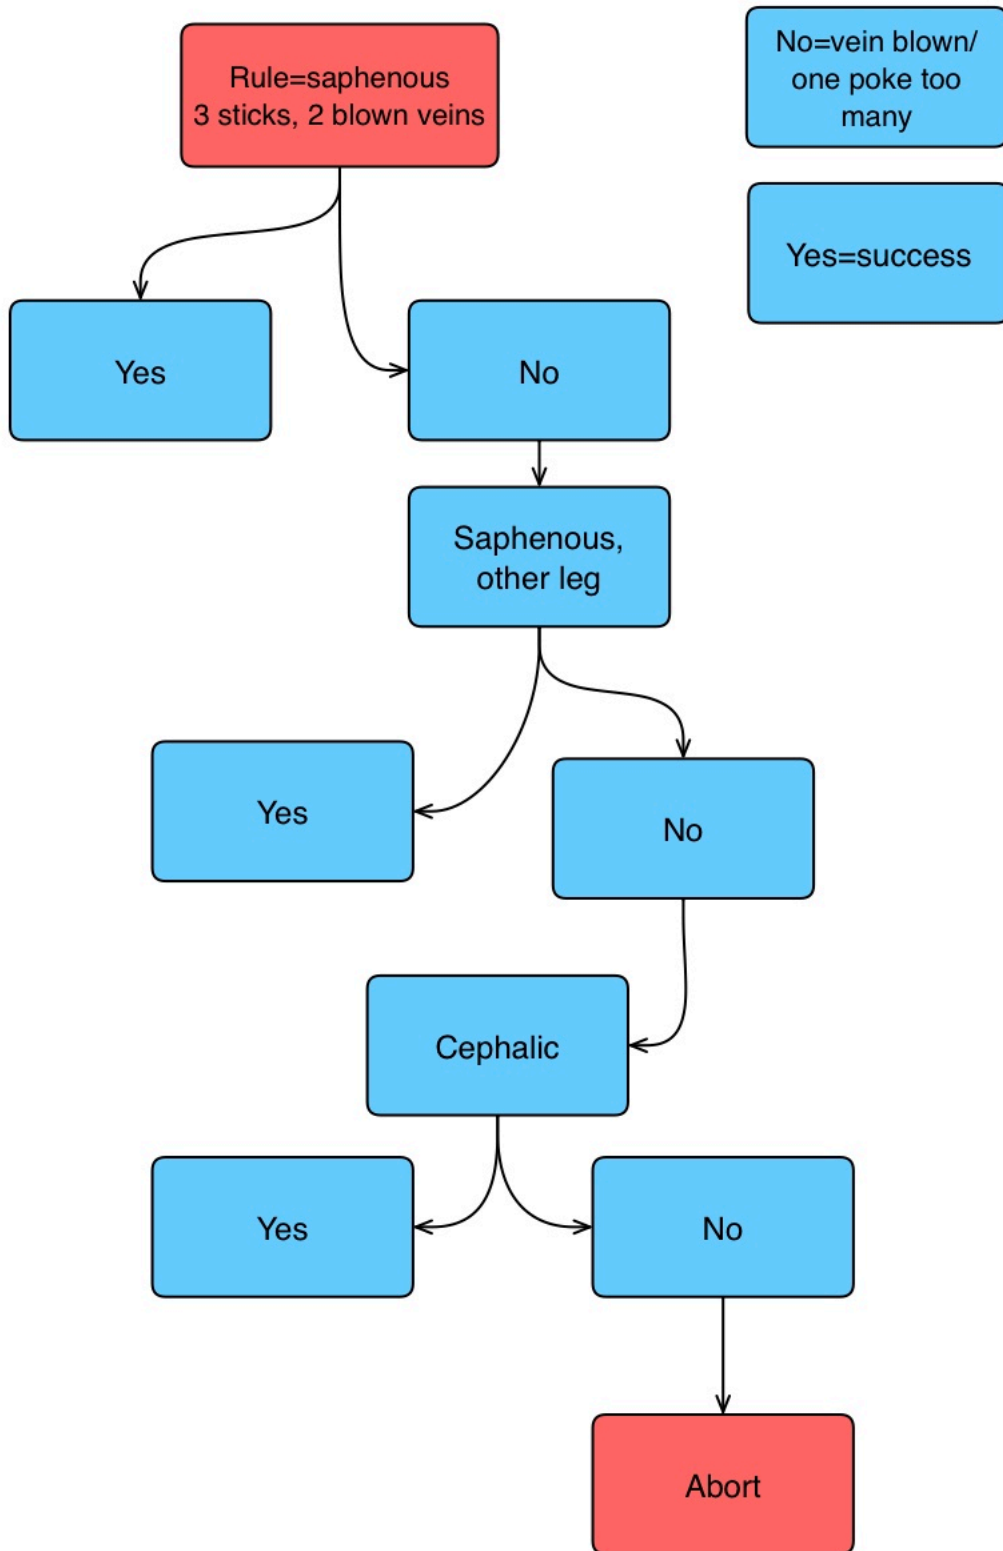 Rule=saphenous
3 sticks, 2 blown veins
No=vein blown/
one poke too
many
Yes=success
Yes
No
Saphenous,
other leg
Yes
No
Cephalic
Yes
No
Abort